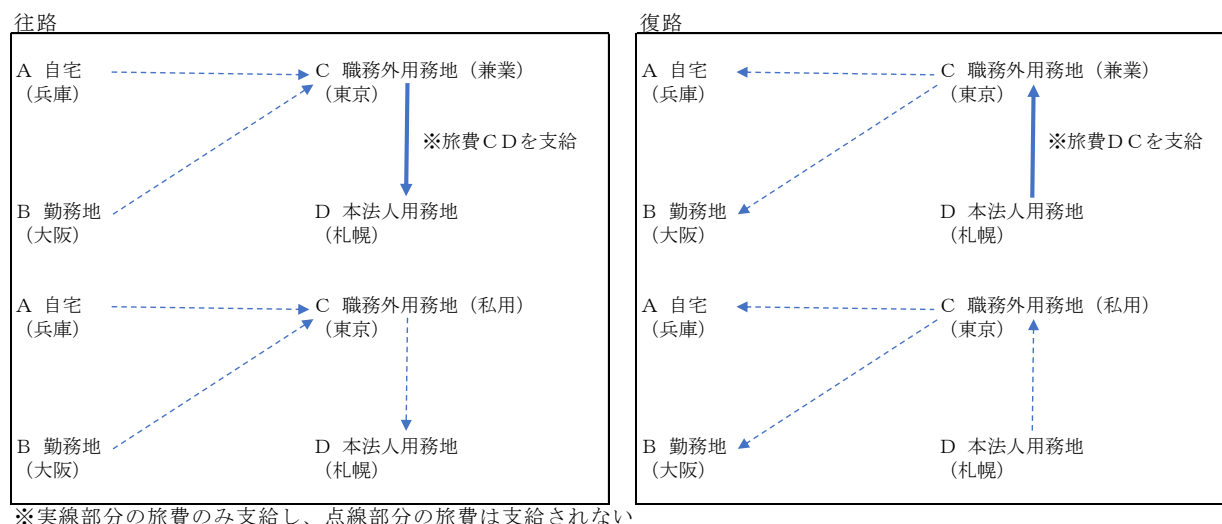 往路
A 自宅
(兵庫)
C 職務外用務地(兼業)
(東京)
※旅費CDを支給
B 勤務地
(大阪)
D 本法人用務地
(札幌)
A 自宅
(兵庫)
C 職務外用務地(私用)
(東京)
B 勤務地
(大阪)
D 本法人用務地
(札幌)
復路
A 自宅
(兵庫)
C 職務外用務地(兼業)
(東京)
※旅費DCを支給
B 勤務地
(大阪)
D 本法人用務地
(札幌)
A 自宅
(兵庫)
C 職務外用務地(私用)
(東京)
B 勤務地
(大阪)
D 本法人用務地
(札幌)
※実線部分の旅費のみ支給し、点線部分の旅費は支給されない